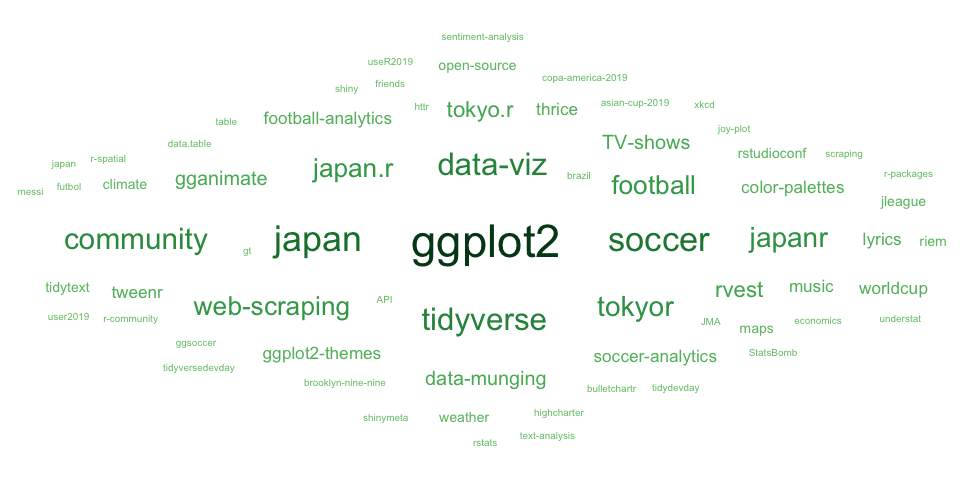 sentiment-analysis
useR2019 open-source
shiny friends copa-america-2019
table football-analytics httr tokyo.r thrice asian-cup-2019 xkcd
data.table TV-shows joy-plot
japan r-spatial japan.r data-viz rstudioconf scraping
messi futbol climate gganimate brazil football color-palettes r-packages
jleague
community gt japan ggplot2 soccer japanr lyrics riem
tidytext tweenr web-scraping API rvest music worldcup
user2019 r-community tidyverse tokyor JMA maps economics understat
ggsoccer ggplot2-themes soccer-analytics StatsBomb
tidyversedevday brooklyn-nine-nine data-munging bulletchartr tidydevday
shinymeta weather highcharter
rstats text-analysis